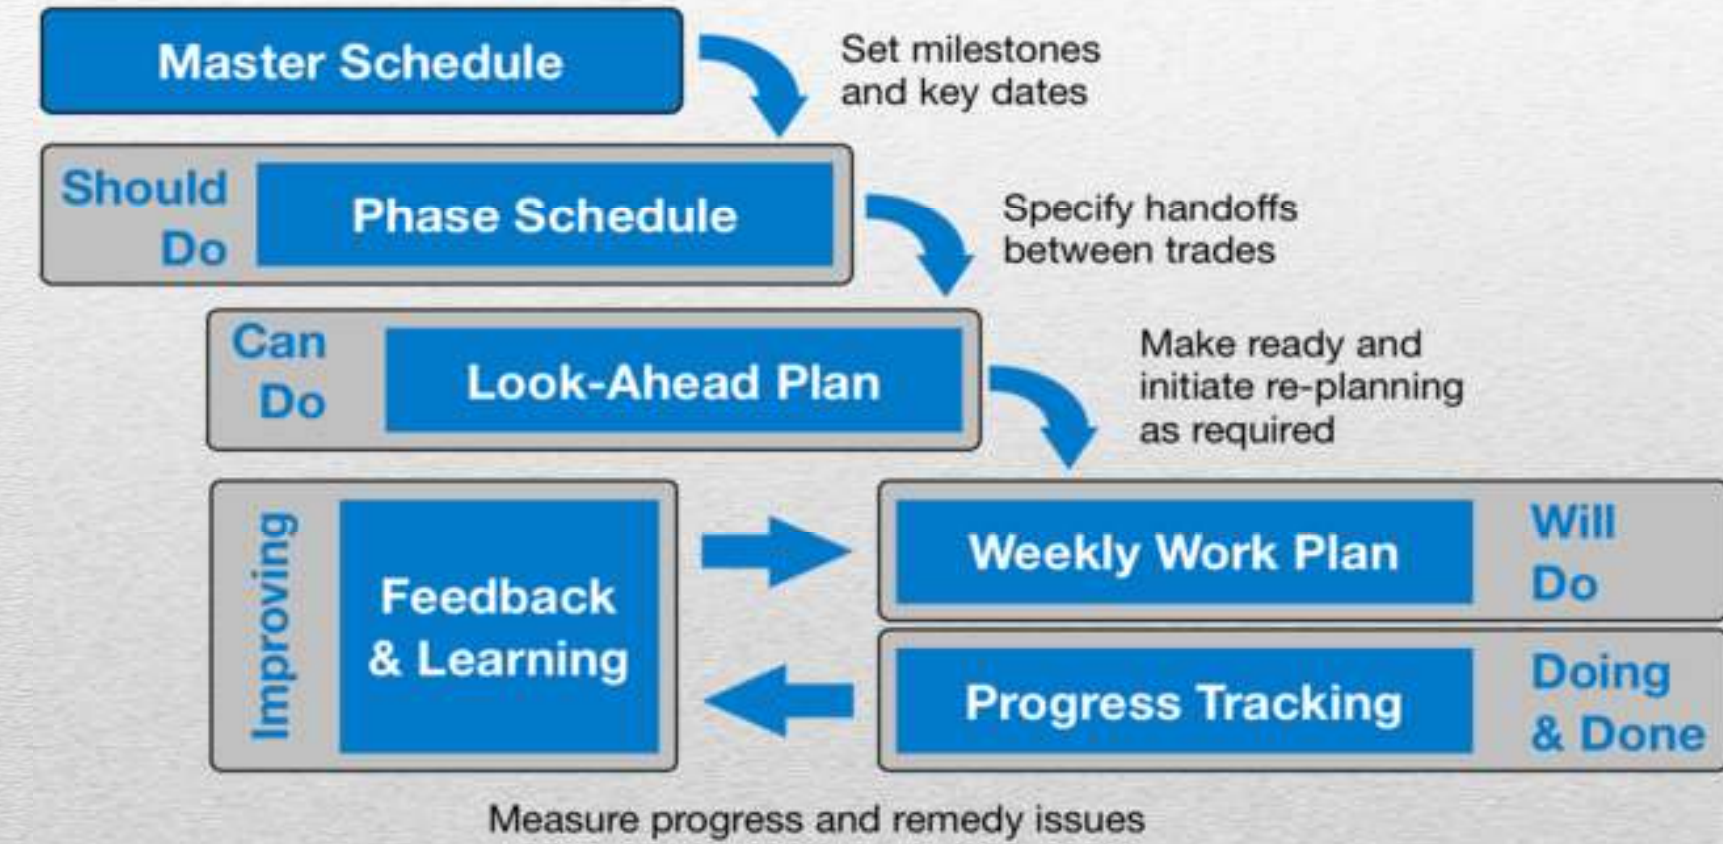 Master Schedule
Set milestones
and key dates
Should
Do
Phase Schedule
Specify handoffs
between trades
Can
Do
Look-Ahead Plan
Make ready and
initiate re-planning
as required
Improving
Feedback
& Learning
Weekly Work Plan
Will
Do
Progress Tracking
Doing
& Done
Measure progress and remedy issues